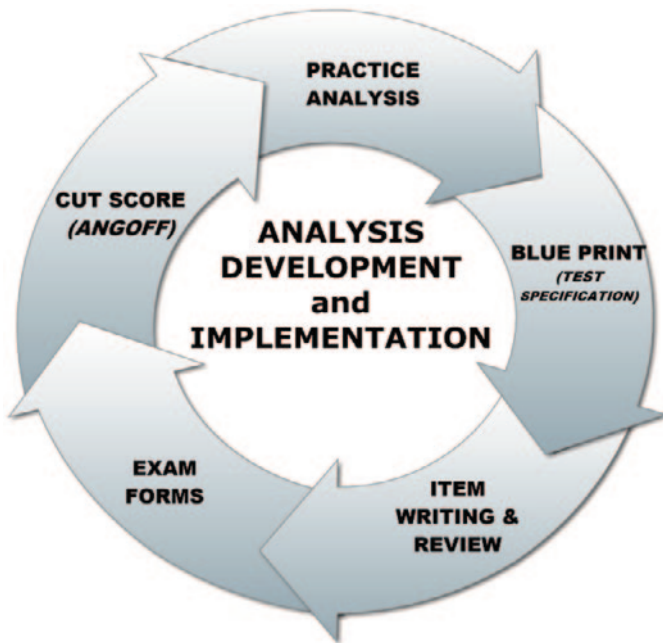 PRACTICE
ANALYSIS
CUT SCORE
(ANGOFF)
ANALYSIS
DEVELOPMENT
and
IMPLEMENTATION
BLUE PRINT
(TEST
SPECIFICATION)
EXAM
FORMS
ITEM
WRITING &
REVIEW